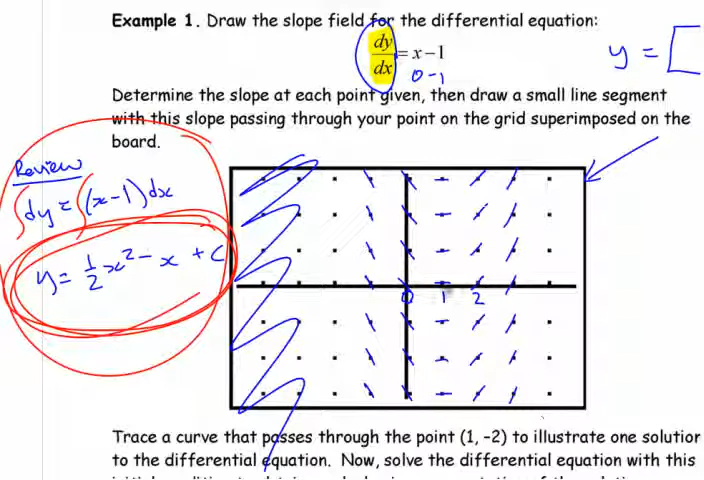 Example 1. Draw the slope field for the differential equation:
dy/dx = x-1
0-1
y = [
Determine the slope at each point given, then draw a small line segment
with this slope passing through your point on the grid superimposed on the
board.
Review
∫dy = ∫(x-1)dx
y = 1/2 x² - x + C
0 1 2
Trace a curve that passes through the point (1, -2) to illustrate one solution
to the differential equation. Now, solve the differential equation with this